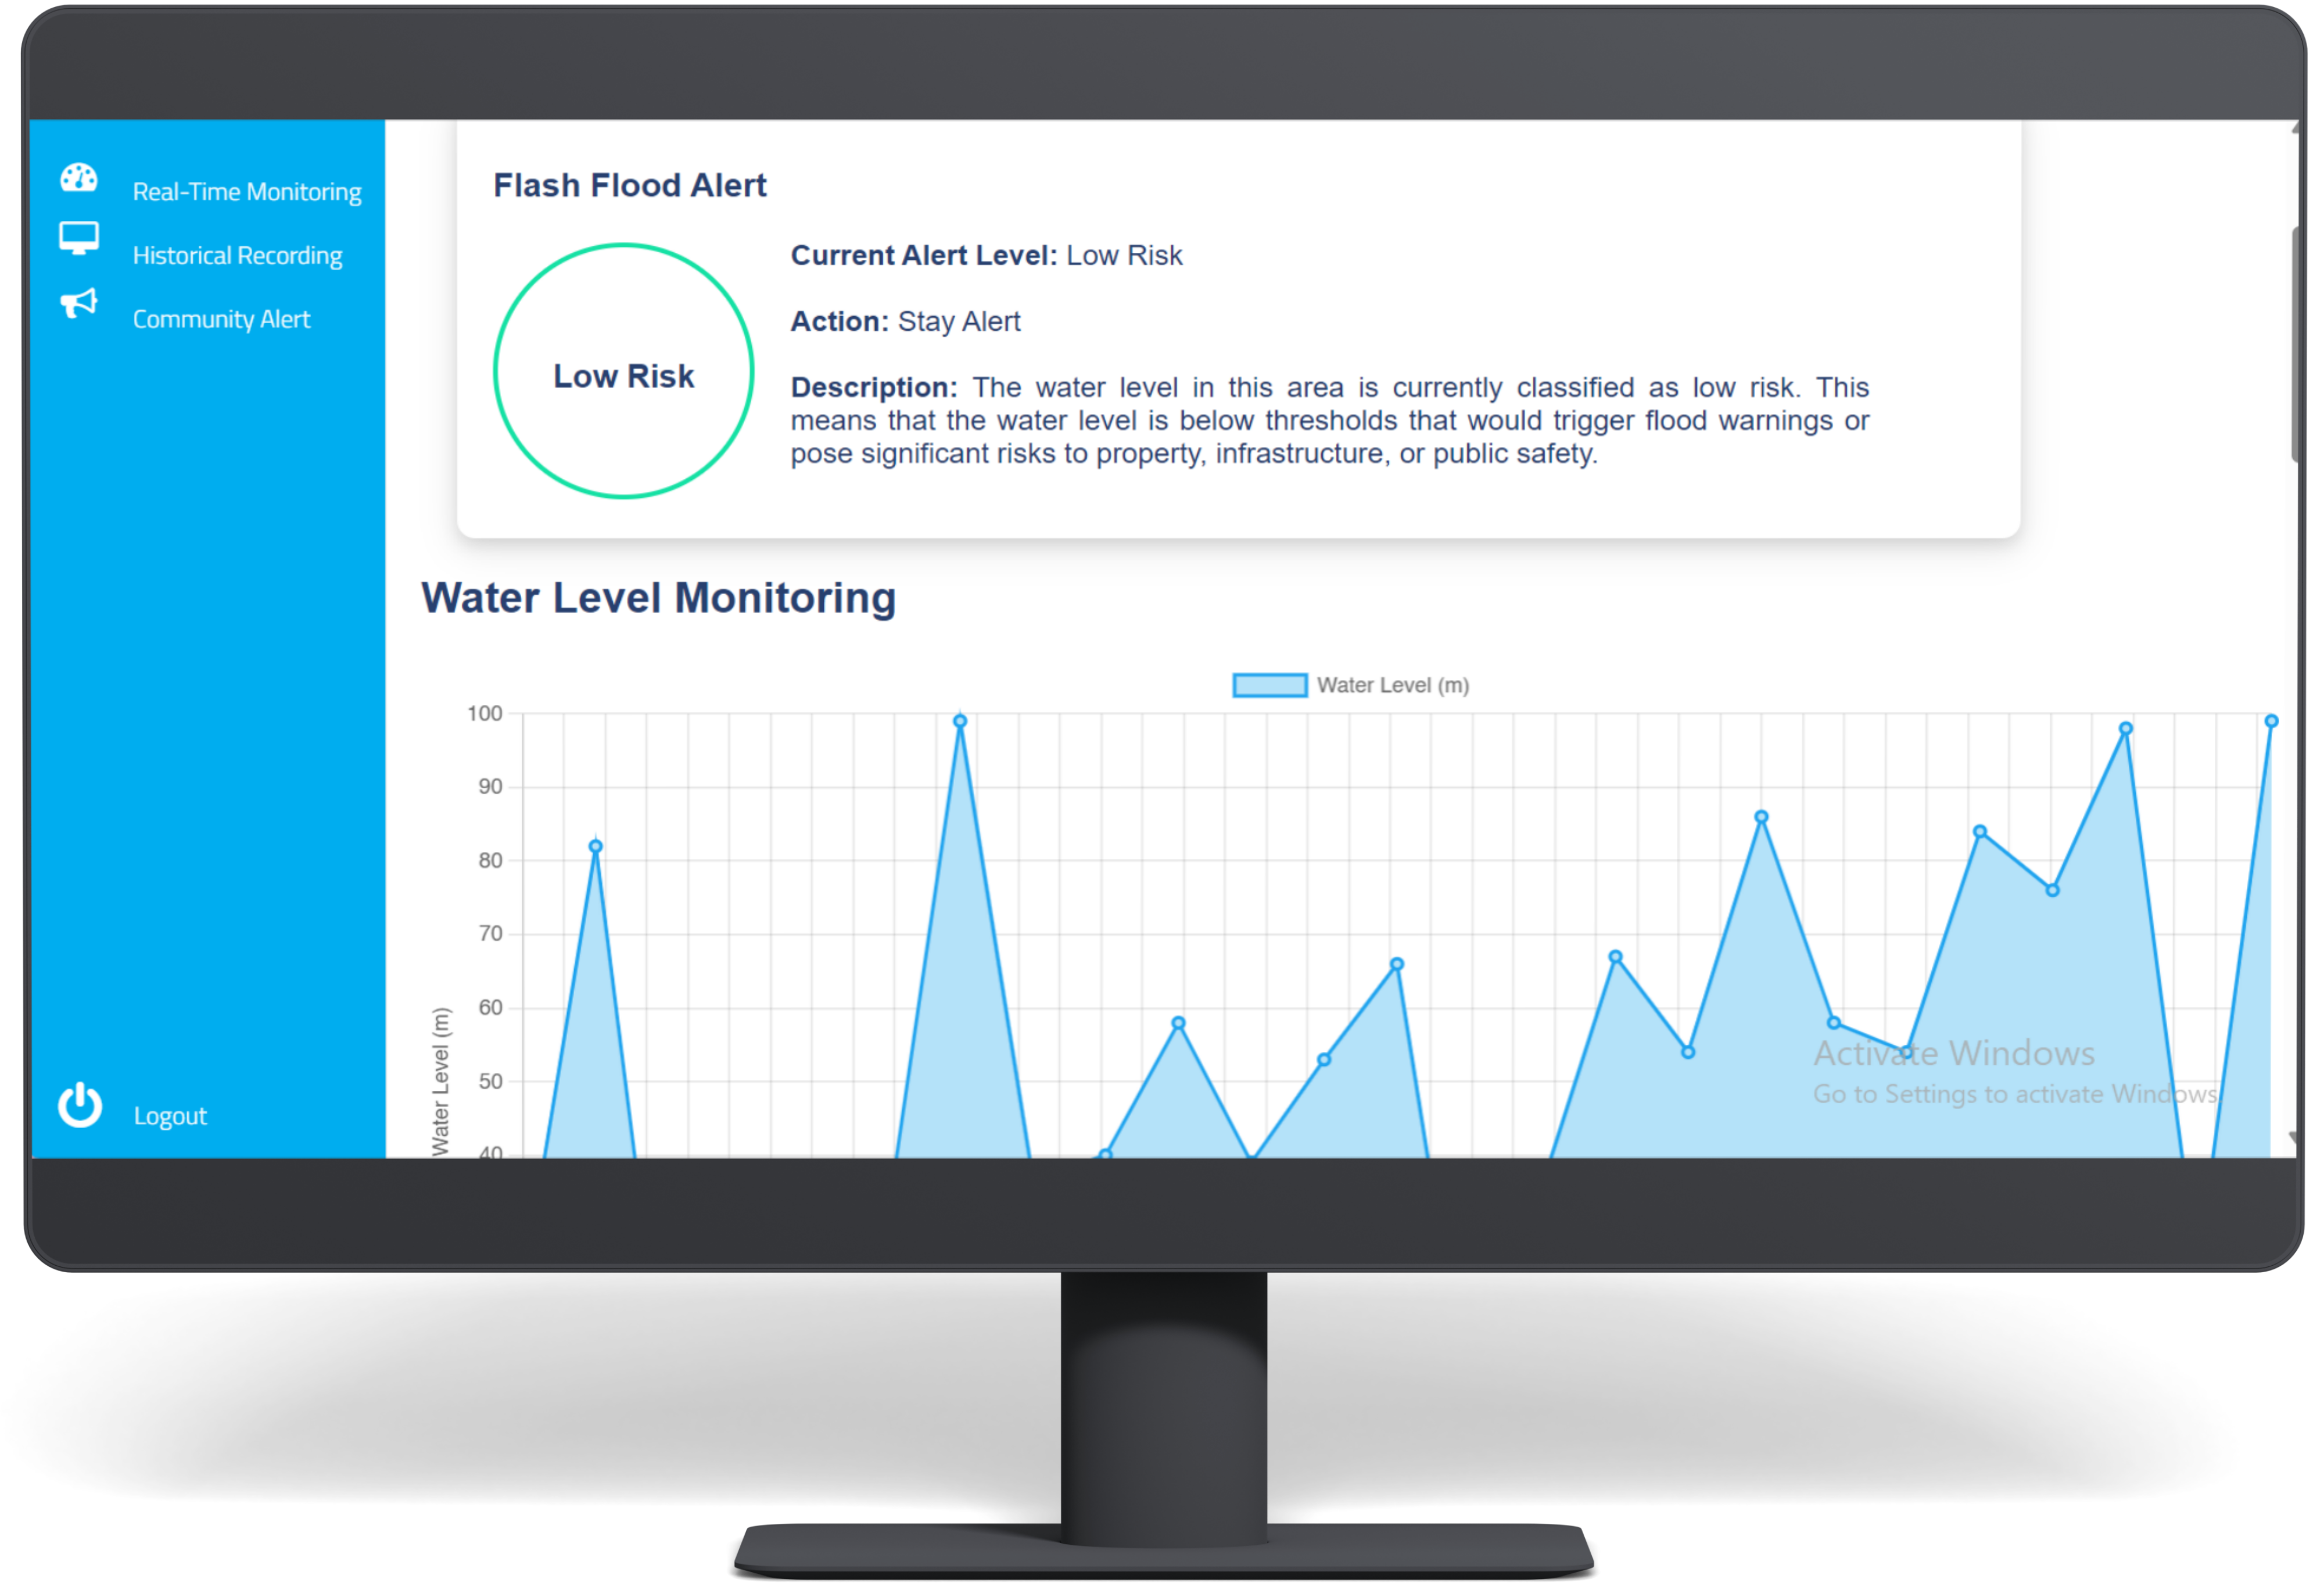 Real-Time Monitoring
Historical Recording
Community Alert
Logout
Flash Flood Alert
Low Risk
Current Alert Level: Low Risk
Action: Stay Alert
Description: The water level in this area is currently classified as low risk. This
means that the water level is below thresholds that would trigger flood warnings or
pose significant risks to property, infrastructure, or public safety.
Water Level Monitoring
Water Level (m)
100
90
80
70
60
50
40
Water Level (m)
Activate Windows
Go to Settings to activate Windows.